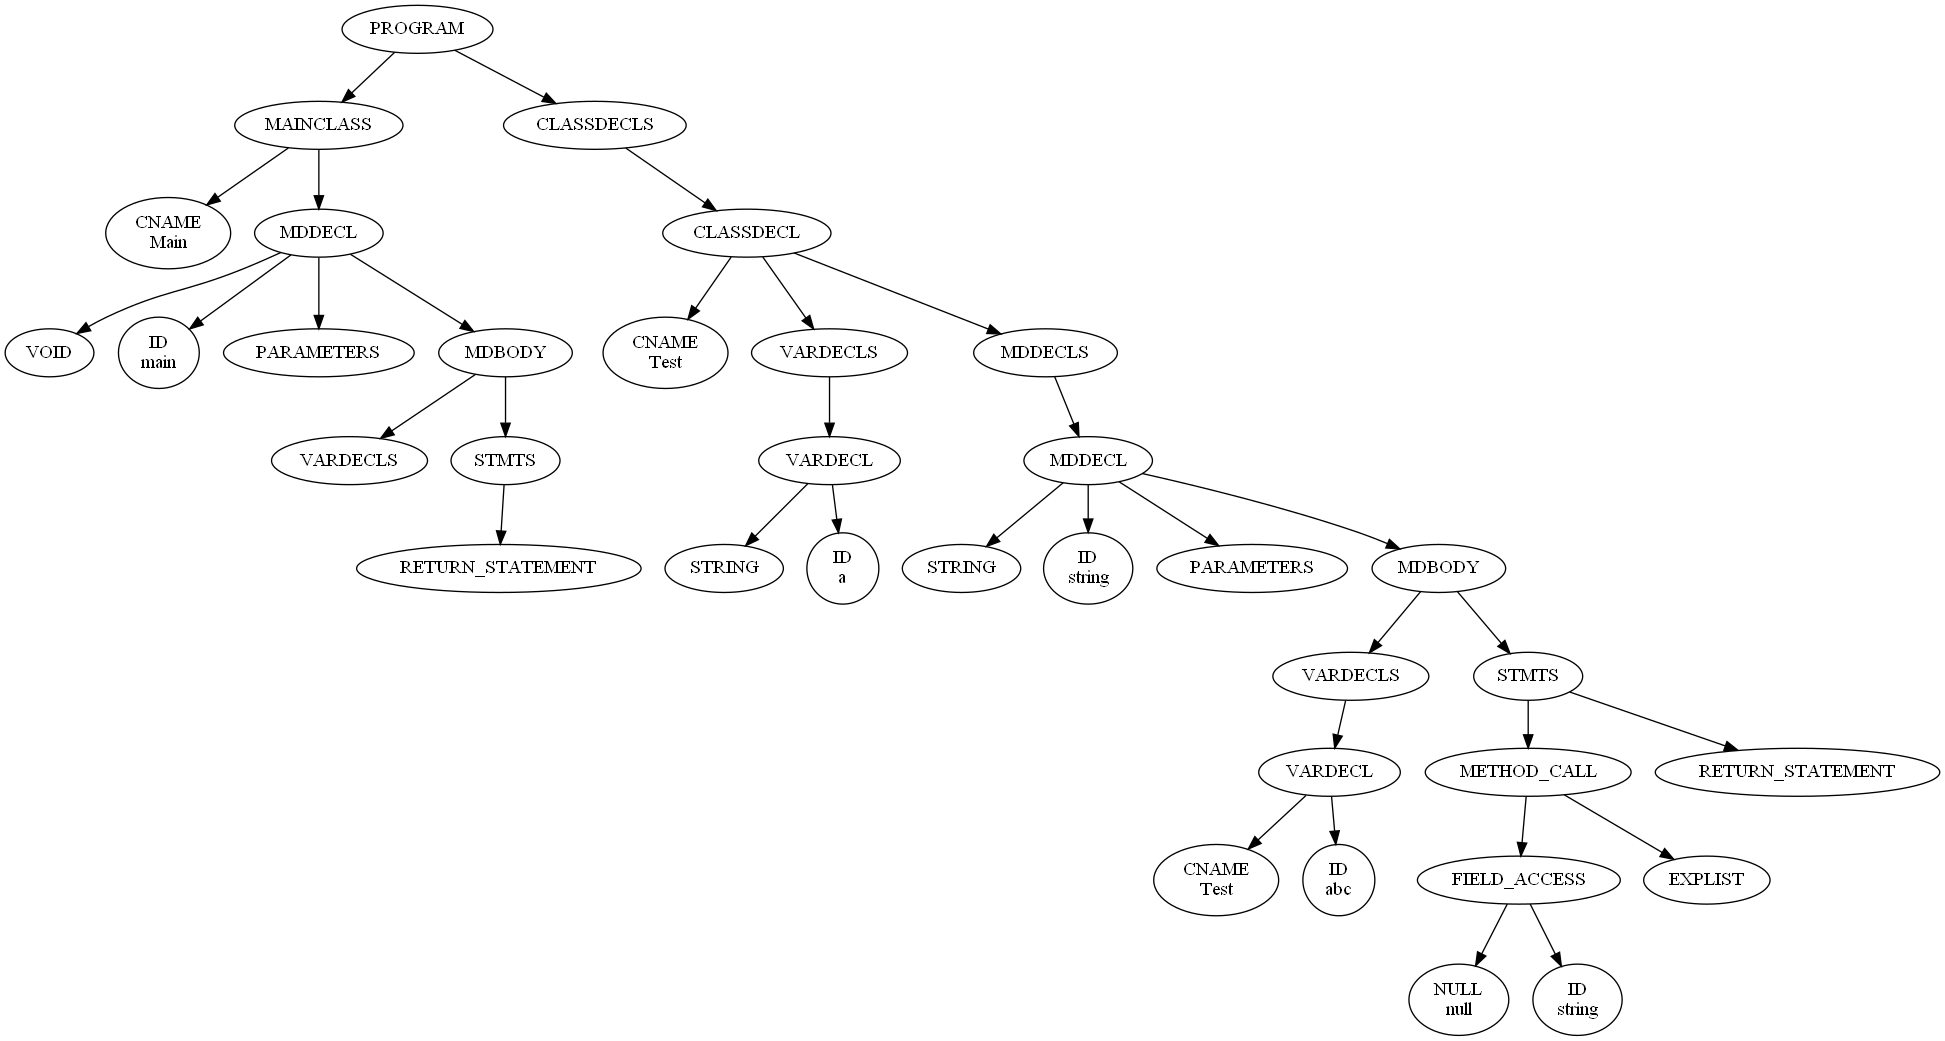 PROGRAM
MAINCLASS
CLASSDECLS
CNAME
Main
MDDECL
CLASSDECL
VOID
ID
main
PARAMETERS
MDBODY
CNAME
Test
VARDECLS
MDDECLS
VARDECLS
STMTS
VARDECL
MDDECL
RETURN_STATEMENT
STRING
ID
a
STRING
ID
string
PARAMETERS
MDBODY
VARDECLS
STMTS
VARDECL
METHOD_CALL
RETURN_STATEMENT
CNAME
Test
ID
abc
FIELD_ACCESS
EXPLIST
NULL
null
ID
string